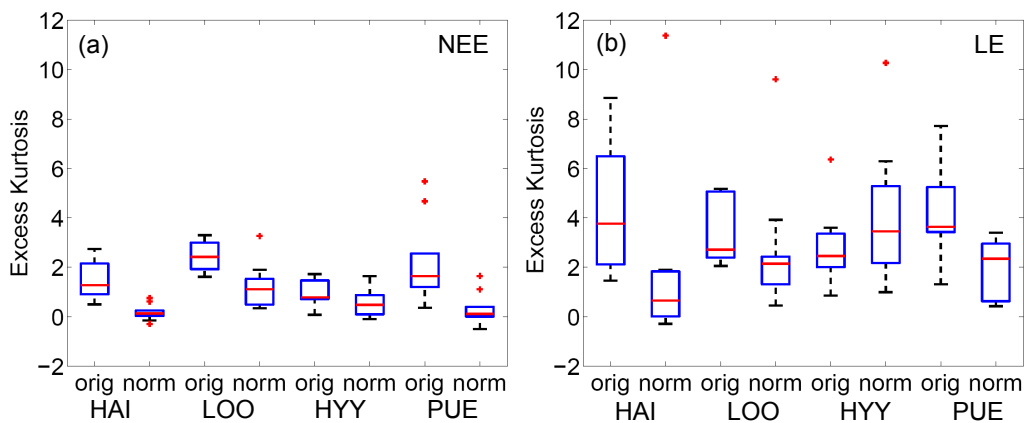 (a)
NEE
Excess Kurtosis
12
10
8
6
4
2
0
−2
orig norm orig norm orig norm orig norm
HAI LOO HYY PUE
(b)
LE
Excess Kurtosis
12
10
8
6
4
2
0
−2
orig norm orig norm orig norm orig norm
HAI LOO HYY PUE